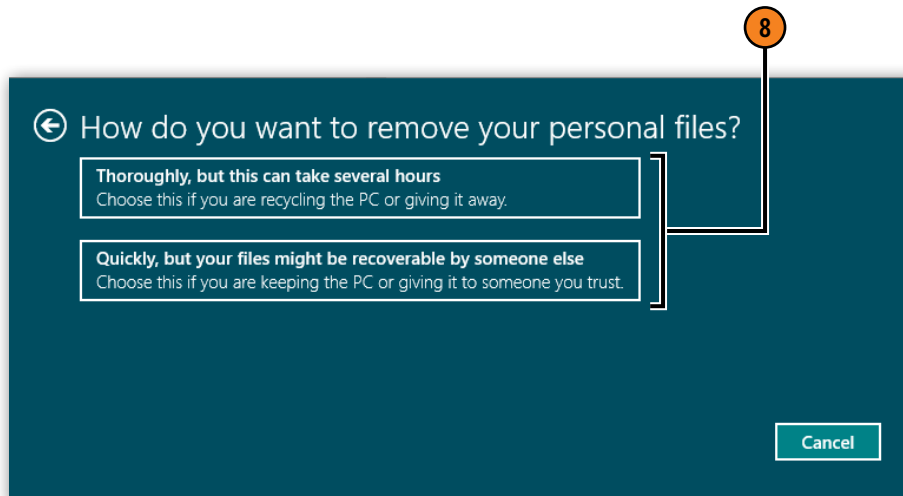 8
How do you want to remove your personal files?
Thoroughly, but this can take several hours
Choose this if you are recycling the PC or giving it away.
Quickly, but your files might be recoverable by someone else
Choose this if you are keeping the PC or giving it to someone you trust.
Cancel